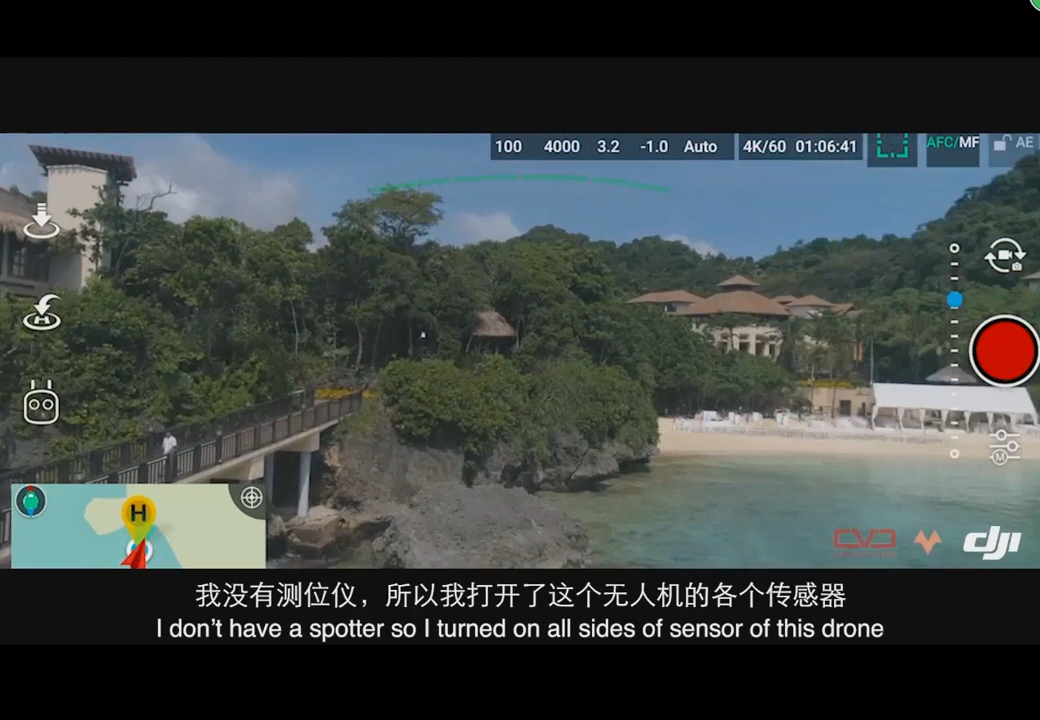 100 4000 3.2 -1.0 Auto 4K/60 01:06:41 AFC/MF AE
H
M
CVD dji
我没有测位仪，所以我打开了这个无人机的各个传感器
I don't have a spotter so I turned on all sides of sensor of this drone